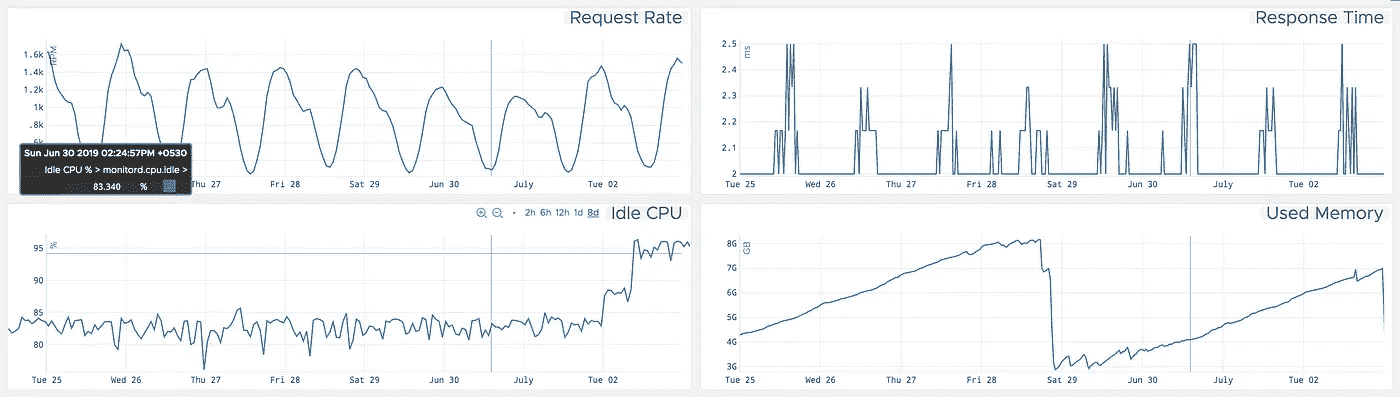 Request Rate
RPM
1.6k
1.4k
1.2k
1k
.8k
Sun Jun 30 2019 02:24:57PM +0530
Idle CPU % > monitord.cpu.idle >
83.340 %
Thu 27 Fri 28 Sat 29 Jun 30 July Tue 02
Response Time
ms
2.5
2.4
2.3
2.2
2.1
2
Tue 25 Wed 26 Thu 27 Fri 28 Sat 29 Jun 30 July Tue 02
2h 6h 12h 1d 8d Idle CPU
%
95
90
85
80
Tue 25 Wed 26 Thu 27 Fri 28 Sat 29 Jun 30 July Tue 02
Used Memory
GB
8G
7G
6G
5G
4G
3G
Tue 25 Wed 26 Thu 27 Fri 28 Sat 29 Jun 30 July Tue 02